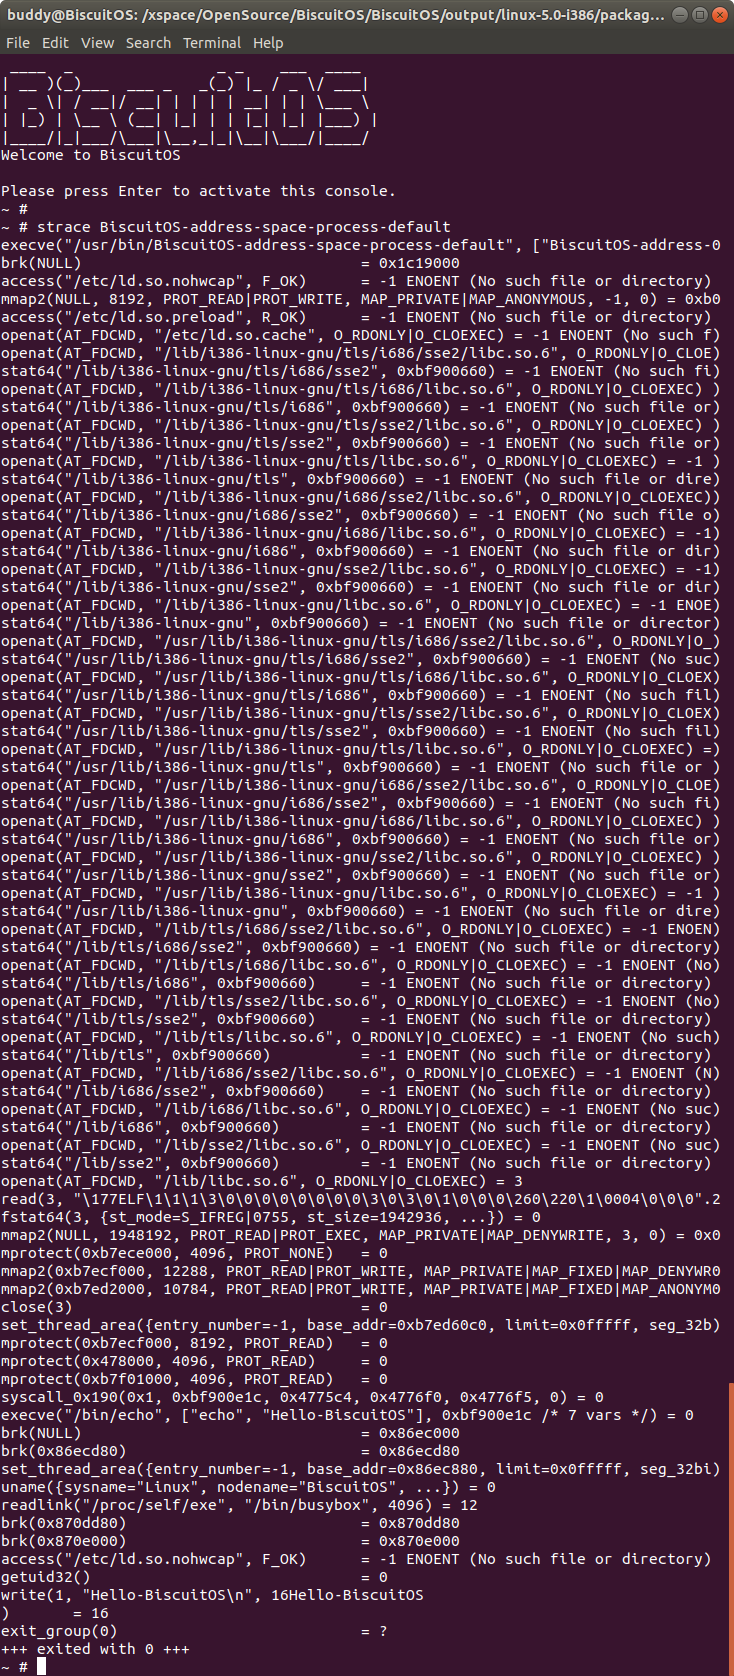 buddy@BiscuitOS: /xspace/OpenSource/BiscuitOS/BiscuitOS/output/linux-5.0-i386/packag...
File Edit View Search Terminal Help
 ____  _                _ _    ___  ____
| __ )(_)___  ___ _   _(_) |_ / _ \/ ___|
|  _ \| / __|/ __| | | | | __| | | \___ \
| |_) | \__ \ (__| |_| | | |_| |_| |___) |
|____/|_|___/\___|\__,_|_|\__|\___/|____/
Welcome to BiscuitOS
Please press Enter to activate this console.
~ #
~ # strace BiscuitOS-address-space-process-default
execve("/usr/bin/BiscuitOS-address-space-process-default", ["BiscuitOS-address-0
brk(NULL)                               = 0x1c19000
access("/etc/ld.so.nohwcap", F_OK)      = -1 ENOENT (No such file or directory)
mmap2(NULL, 8192, PROT_READ|PROT_WRITE, MAP_PRIVATE|MAP_ANONYMOUS, -1, 0) = 0xb0
access("/etc/ld.so.preload", R_OK)      = -1 ENOENT (No such file or directory)
openat(AT_FDCWD, "/etc/ld.so.cache", O_RDONLY|O_CLOEXEC) = -1 ENOENT (No such f)
openat(AT_FDCWD, "/lib/i386-linux-gnu/tls/i686/sse2/libc.so.6", O_RDONLY|O_CLOE)
stat64("/lib/i386-linux-gnu/tls/i686/sse2", 0xbf900660) = -1 ENOENT (No such fi)
openat(AT_FDCWD, "/lib/i386-linux-gnu/tls/i686/libc.so.6", O_RDONLY|O_CLOEXEC) )
stat64("/lib/i386-linux-gnu/tls/i686", 0xbf900660) = -1 ENOENT (No such file or)
openat(AT_FDCWD, "/lib/i386-linux-gnu/tls/sse2/libc.so.6", O_RDONLY|O_CLOEXEC) )
stat64("/lib/i386-linux-gnu/tls/sse2", 0xbf900660) = -1 ENOENT (No such file or)
openat(AT_FDCWD, "/lib/i386-linux-gnu/tls/libc.so.6", O_RDONLY|O_CLOEXEC) = -1 )
stat64("/lib/i386-linux-gnu/tls", 0xbf900660) = -1 ENOENT (No such file or dire)
openat(AT_FDCWD, "/lib/i386-linux-gnu/i686/sse2/libc.so.6", O_RDONLY|O_CLOEXEC))
stat64("/lib/i386-linux-gnu/i686/sse2", 0xbf900660) = -1 ENOENT (No such file o)
openat(AT_FDCWD, "/lib/i386-linux-gnu/i686/libc.so.6", O_RDONLY|O_CLOEXEC) = -1)
stat64("/lib/i386-linux-gnu/i686", 0xbf900660) = -1 ENOENT (No such file or dir)
openat(AT_FDCWD, "/lib/i386-linux-gnu/sse2/libc.so.6", O_RDONLY|O_CLOEXEC) = -1)
stat64("/lib/i386-linux-gnu/sse2", 0xbf900660) = -1 ENOENT (No such file or dir)
openat(AT_FDCWD, "/lib/i386-linux-gnu/libc.so.6", O_RDONLY|O_CLOEXEC) = -1 ENOE)
stat64("/lib/i386-linux-gnu", 0xbf900660) = -1 ENOENT (No such file or director)
openat(AT_FDCWD, "/usr/lib/i386-linux-gnu/tls/i686/sse2/libc.so.6", O_RDONLY|O_)
stat64("/usr/lib/i386-linux-gnu/tls/i686/sse2", 0xbf900660) = -1 ENOENT (No suc)
openat(AT_FDCWD, "/usr/lib/i386-linux-gnu/tls/i686/libc.so.6", O_RDONLY|O_CLOEX)
stat64("/usr/lib/i386-linux-gnu/tls/i686", 0xbf900660) = -1 ENOENT (No such fil)
openat(AT_FDCWD, "/usr/lib/i386-linux-gnu/tls/sse2/libc.so.6", O_RDONLY|O_CLOEX)
stat64("/usr/lib/i386-linux-gnu/tls/sse2", 0xbf900660) = -1 ENOENT (No such fil)
openat(AT_FDCWD, "/usr/lib/i386-linux-gnu/tls/libc.so.6", O_RDONLY|O_CLOEXEC) =)
stat64("/usr/lib/i386-linux-gnu/tls", 0xbf900660) = -1 ENOENT (No such file or )
openat(AT_FDCWD, "/usr/lib/i386-linux-gnu/i686/sse2/libc.so.6", O_RDONLY|O_CLOE)
stat64("/usr/lib/i386-linux-gnu/i686/sse2", 0xbf900660) = -1 ENOENT (No such fi)
openat(AT_FDCWD, "/usr/lib/i386-linux-gnu/i686/libc.so.6", O_RDONLY|O_CLOEXEC) )
stat64("/usr/lib/i386-linux-gnu/i686", 0xbf900660) = -1 ENOENT (No such file or)
openat(AT_FDCWD, "/usr/lib/i386-linux-gnu/sse2/libc.so.6", O_RDONLY|O_CLOEXEC) )
stat64("/usr/lib/i386-linux-gnu/sse2", 0xbf900660) = -1 ENOENT (No such file or)
openat(AT_FDCWD, "/usr/lib/i386-linux-gnu/libc.so.6", O_RDONLY|O_CLOEXEC) = -1 )
stat64("/usr/lib/i386-linux-gnu", 0xbf900660) = -1 ENOENT (No such file or dire)
openat(AT_FDCWD, "/lib/tls/i686/sse2/libc.so.6", O_RDONLY|O_CLOEXEC) = -1 ENOEN)
stat64("/lib/tls/i686/sse2", 0xbf900660) = -1 ENOENT (No such file or directory)
openat(AT_FDCWD, "/lib/tls/i686/libc.so.6", O_RDONLY|O_CLOEXEC) = -1 ENOENT (No)
stat64("/lib/tls/i686", 0xbf900660)     = -1 ENOENT (No such file or directory)
openat(AT_FDCWD, "/lib/tls/sse2/libc.so.6", O_RDONLY|O_CLOEXEC) = -1 ENOENT (No)
stat64("/lib/tls/sse2", 0xbf900660)     = -1 ENOENT (No such file or directory)
openat(AT_FDCWD, "/lib/tls/libc.so.6", O_RDONLY|O_CLOEXEC) = -1 ENOENT (No such)
stat64("/lib/tls", 0xbf900660)          = -1 ENOENT (No such file or directory)
openat(AT_FDCWD, "/lib/i686/sse2/libc.so.6", O_RDONLY|O_CLOEXEC) = -1 ENOENT (N)
stat64("/lib/i686/sse2", 0xbf900660)    = -1 ENOENT (No such file or directory)
openat(AT_FDCWD, "/lib/i686/libc.so.6", O_RDONLY|O_CLOEXEC) = -1 ENOENT (No suc)
stat64("/lib/i686", 0xbf900660)         = -1 ENOENT (No such file or directory)
openat(AT_FDCWD, "/lib/sse2/libc.so.6", O_RDONLY|O_CLOEXEC) = -1 ENOENT (No suc)
stat64("/lib/sse2", 0xbf900660)         = -1 ENOENT (No such file or directory)
openat(AT_FDCWD, "/lib/libc.so.6", O_RDONLY|O_CLOEXEC) = 3
read(3, "\177ELF\1\1\1\3\0\0\0\0\0\0\0\0\3\0\3\0\1\0\0\0\260\220\1\0004\0\0\0".2
fstat64(3, {st_mode=S_IFREG|0755, st_size=1942936, ...}) = 0
mmap2(NULL, 1948192, PROT_READ|PROT_EXEC, MAP_PRIVATE|MAP_DENYWRITE, 3, 0) = 0x0
mprotect(0xb7ece000, 4096, PROT_NONE)   = 0
mmap2(0xb7ecf000, 12288, PROT_READ|PROT_WRITE, MAP_PRIVATE|MAP_FIXED|MAP_DENYWR0
mmap2(0xb7ed2000, 10784, PROT_READ|PROT_WRITE, MAP_PRIVATE|MAP_FIXED|MAP_ANONYM0
close(3)                                = 0
set_thread_area({entry_number=-1, base_addr=0xb7ed60c0, limit=0x0fffff, seg_32b)
mprotect(0xb7ecf000, 8192, PROT_READ)   = 0
mprotect(0x478000, 4096, PROT_READ)     = 0
mprotect(0xb7f01000, 4096, PROT_READ)   = 0
syscall_0x190(0x1, 0xbf900e1c, 0x4775c4, 0x4776f0, 0x4776f5, 0) = 0
execve("/bin/echo", ["echo", "Hello-BiscuitOS"], 0xbf900e1c /* 7 vars */) = 0
brk(NULL)                               = 0x86ec000
brk(0x86ecd80)                          = 0x86ecd80
set_thread_area({entry_number=-1, base_addr=0x86ec880, limit=0x0fffff, seg_32bi)
uname({sysname="Linux", nodename="BiscuitOS", ...}) = 0
readlink("/proc/self/exe", "/bin/busybox", 4096) = 12
brk(0x870dd80)                          = 0x870dd80
brk(0x870e000)                          = 0x870e000
access("/etc/ld.so.nohwcap", F_OK)      = -1 ENOENT (No such file or directory)
getuid32()                              = 0
write(1, "Hello-BiscuitOS\n", 16Hello-BiscuitOS
)       = 16
exit_group(0)                           = ?
+++ exited with 0 +++
~ #